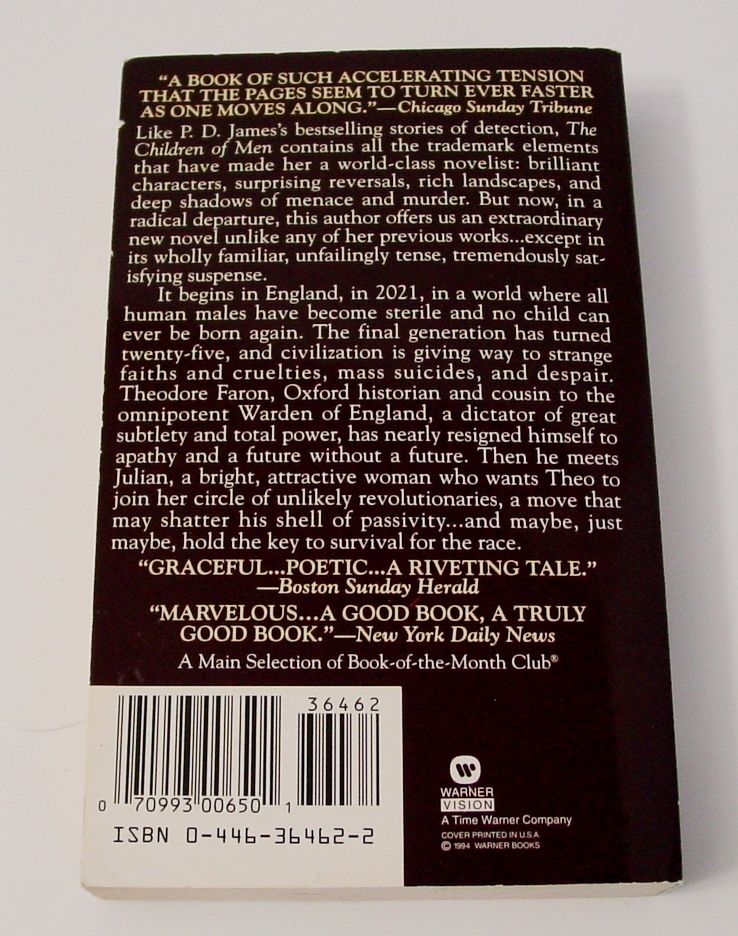 “A BOOK OF SUCH ACCELERATING TENSION
THAT THE PAGES SEEM TO TURN EVER FASTER
AS ONE MOVES ALONG.”—Chicago Sunday Tribune
Like P. D. James’s bestselling stories of detection, The
Children of Men contains all the trademark elements
that have made her a world-class novelist: brilliant
characters, surprising reversals, rich landscapes, and
deep shadows of menace and murder. But now, in a
radical departure, this author offers us an extraordinary
new novel unlike any of her previous works...except in
its wholly familiar, unfailingly tense, tremendously sat-
isfying suspense.
It begins in England, in 2021, in a world where all
human males have become sterile and no child can
ever be born again. The final generation has turned
twenty-five, and civilization is giving way to strange
faiths and cruelties, mass suicides, and despair.
Theodore Faron, Oxford historian and cousin to the
omnipotent Warden of England, a dictator of great
subtlety and total power, has nearly resigned himself to
apathy and a future without a future. Then he meets
Julian, a bright, attractive woman who wants Theo to
join her circle of unlikely revolutionaries, a move that
may shatter his shell of passivity...and maybe, just
maybe, hold the key to survival for the race.
“GRACEFUL...POETIC...A RIVETING TALE.”
—Boston Sunday Herald
“MARVELOUS...A GOOD BOOK, A TRULY
GOOD BOOK.”—New York Daily News
A Main Selection of Book-of-the-Month Club®
36462
0 70993 00650 1
ISBN 0-446-36462-2
W
WARNER
VISION
A Time Warner Company
COVER PRINTED IN U.S.A.
© 1994 WARNER BOOKS